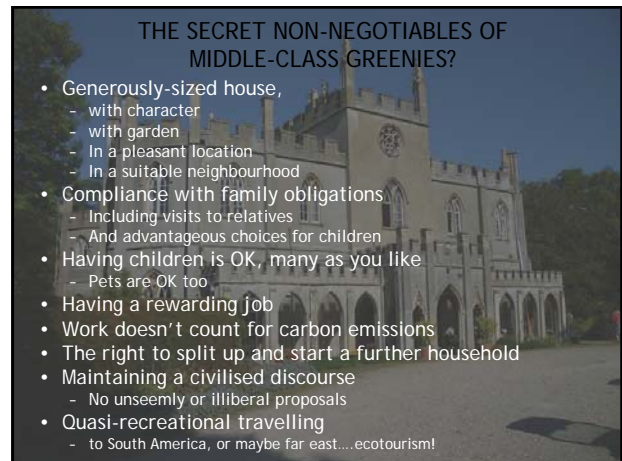 THE SECRET NON-NEGOTIABLES OF
MIDDLE-CLASS GREENIES?
• Generously-sized house,
– with character
– with garden
– In a pleasant location
– In a suitable neighbourhood
• Compliance with family obligations
– Including visits to relatives
– And advantageous choices for children
• Having children is OK, many as you like
– Pets are OK too
• Having a rewarding job
• Work doesn't count for carbon emissions
• The right to split up and start a further household
• Maintaining a civilised discourse
– No unseemly or illiberal proposals
• Quasi-recreational travelling
– to South America, or maybe far east....ecotourism!